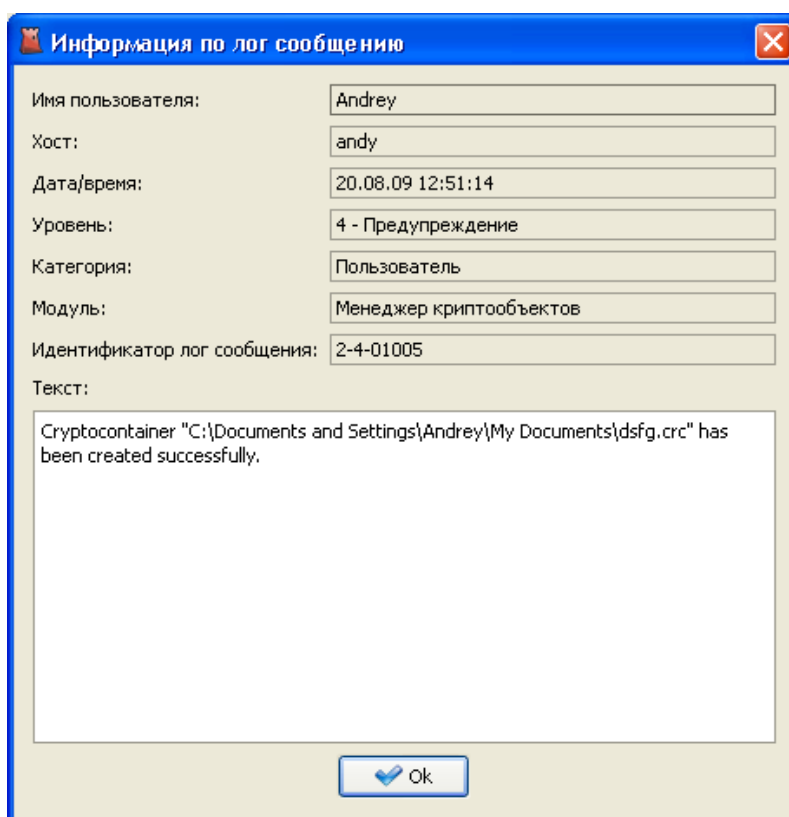 Информация по лог сообщению
Имя пользователя: Andrey
Хост: andy
Дата/время: 20.08.09 12:51:14
Уровень: 4 - Предупреждение
Категория: Пользователь
Модуль: Менеджер криптообъектов
Идентификатор лог сообщения: 2-4-01005
Текст:
Cryptocontainer "C:\Documents and Settings\Andrey\My Documents\dsfg.crc" has
been created successfully.
Ok